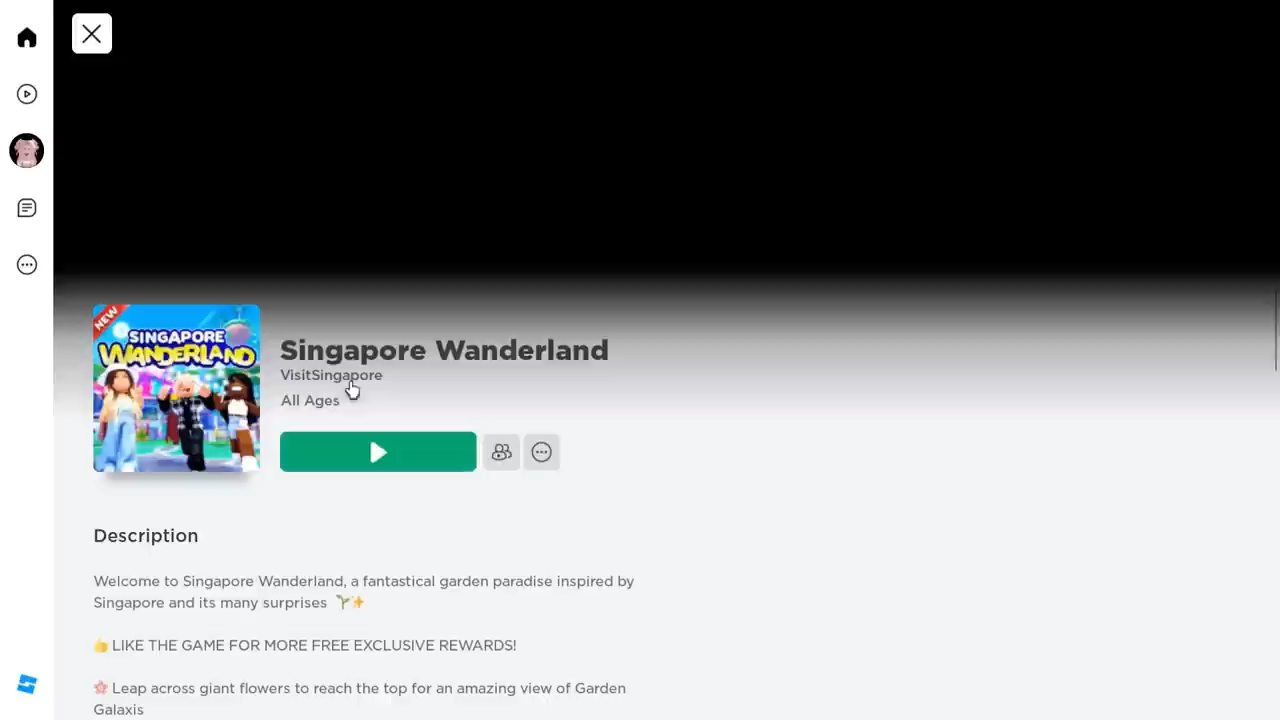 NEW
SINGAPORE
WANDERLAND
Singapore Wanderland
VisitSingapore
All Ages
Description
Welcome to Singapore Wanderland, a fantastical garden paradise inspired by
Singapore and its many surprises 🌱✨
👍 LIKE THE GAME FOR MORE FREE EXCLUSIVE REWARDS!
🌸 Leap across giant flowers to reach the top for an amazing view of Garden
Galaxis